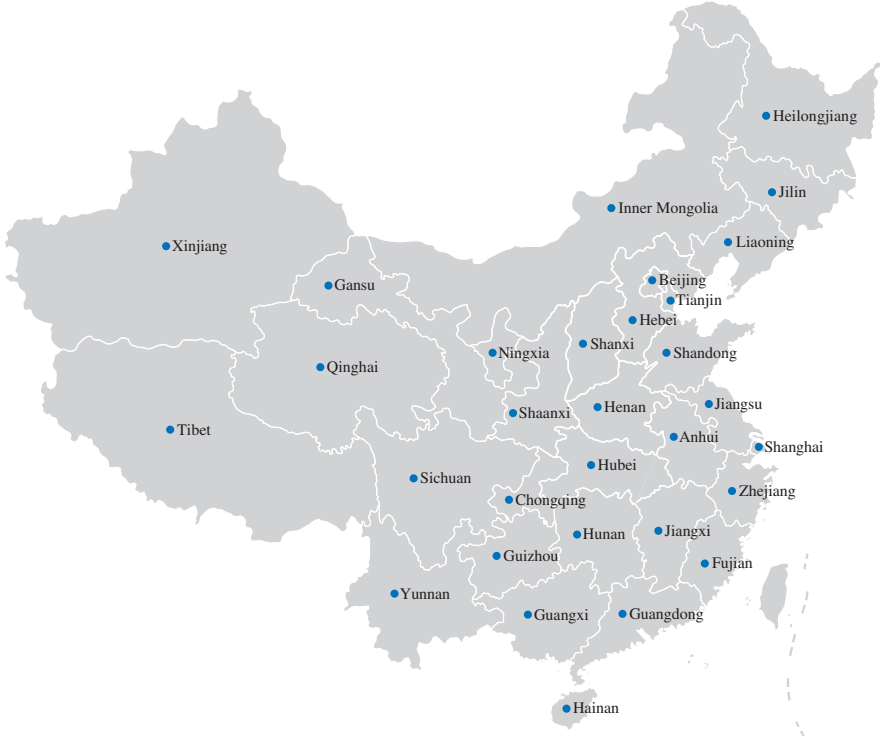 Heilongjiang
Jilin
Inner Mongolia
Liaoning
Xinjiang
Beijing
Gansu
Tianjin
Hebei
Shanxi
Ningxia
Shandong
Qinghai
Jiangsu
Henan
Shaanxi
Tibet
Anhui
Shanghai
Hubei
Sichuan
Zhejiang
Chongqing
Jiangxi
Hunan
Guizhou
Fujian
Yunnan
Guangxi
Guangdong
Hainan